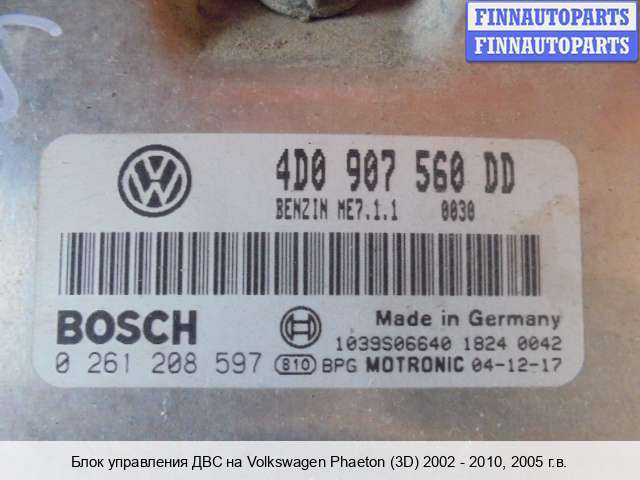 FINNAUTOPARTS
FINNAUTOPARTS
4D0 907 560 DD
BENZIN ME7.1.1 0030
BOSCH
Made in Germany
1039S06640 1824 0042
0 261 208 597 810 BPG MOTRONIC 04-12-17
Блок управления ДВС на Volkswagen Phaeton (3D) 2002 - 2010, 2005 г.в.